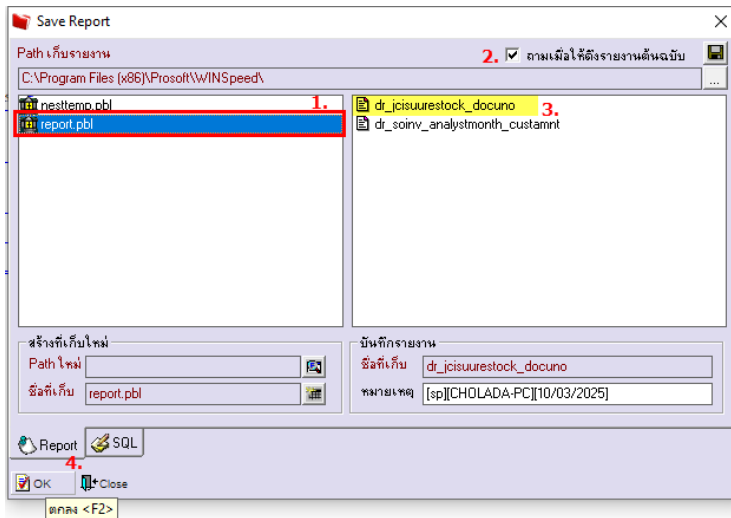 Save Report
Path เก็บรายงาน
2. ถามเมื่อให้ดึงรายงานต้นฉบับ
C:\Program Files (x86)\Prosoft\WINSpeed\
...
nesttemp.pbl
1.
report.pbl
dr_jcisuurestock_docuno
3.
dr_soinv_analystmonth_custamnt
สร้างที่เก็บใหม่
Path ใหม่
ชื่อที่เก็บ report.pbl
บันทึกรายงาน
ชื่อที่เก็บ dr_jcisuurestock_docuno
หมายเหตุ [sp][CHOLADA-PC][10/03/2025]
Report
SQL
4.
OK
Close
ตกลง <F2>